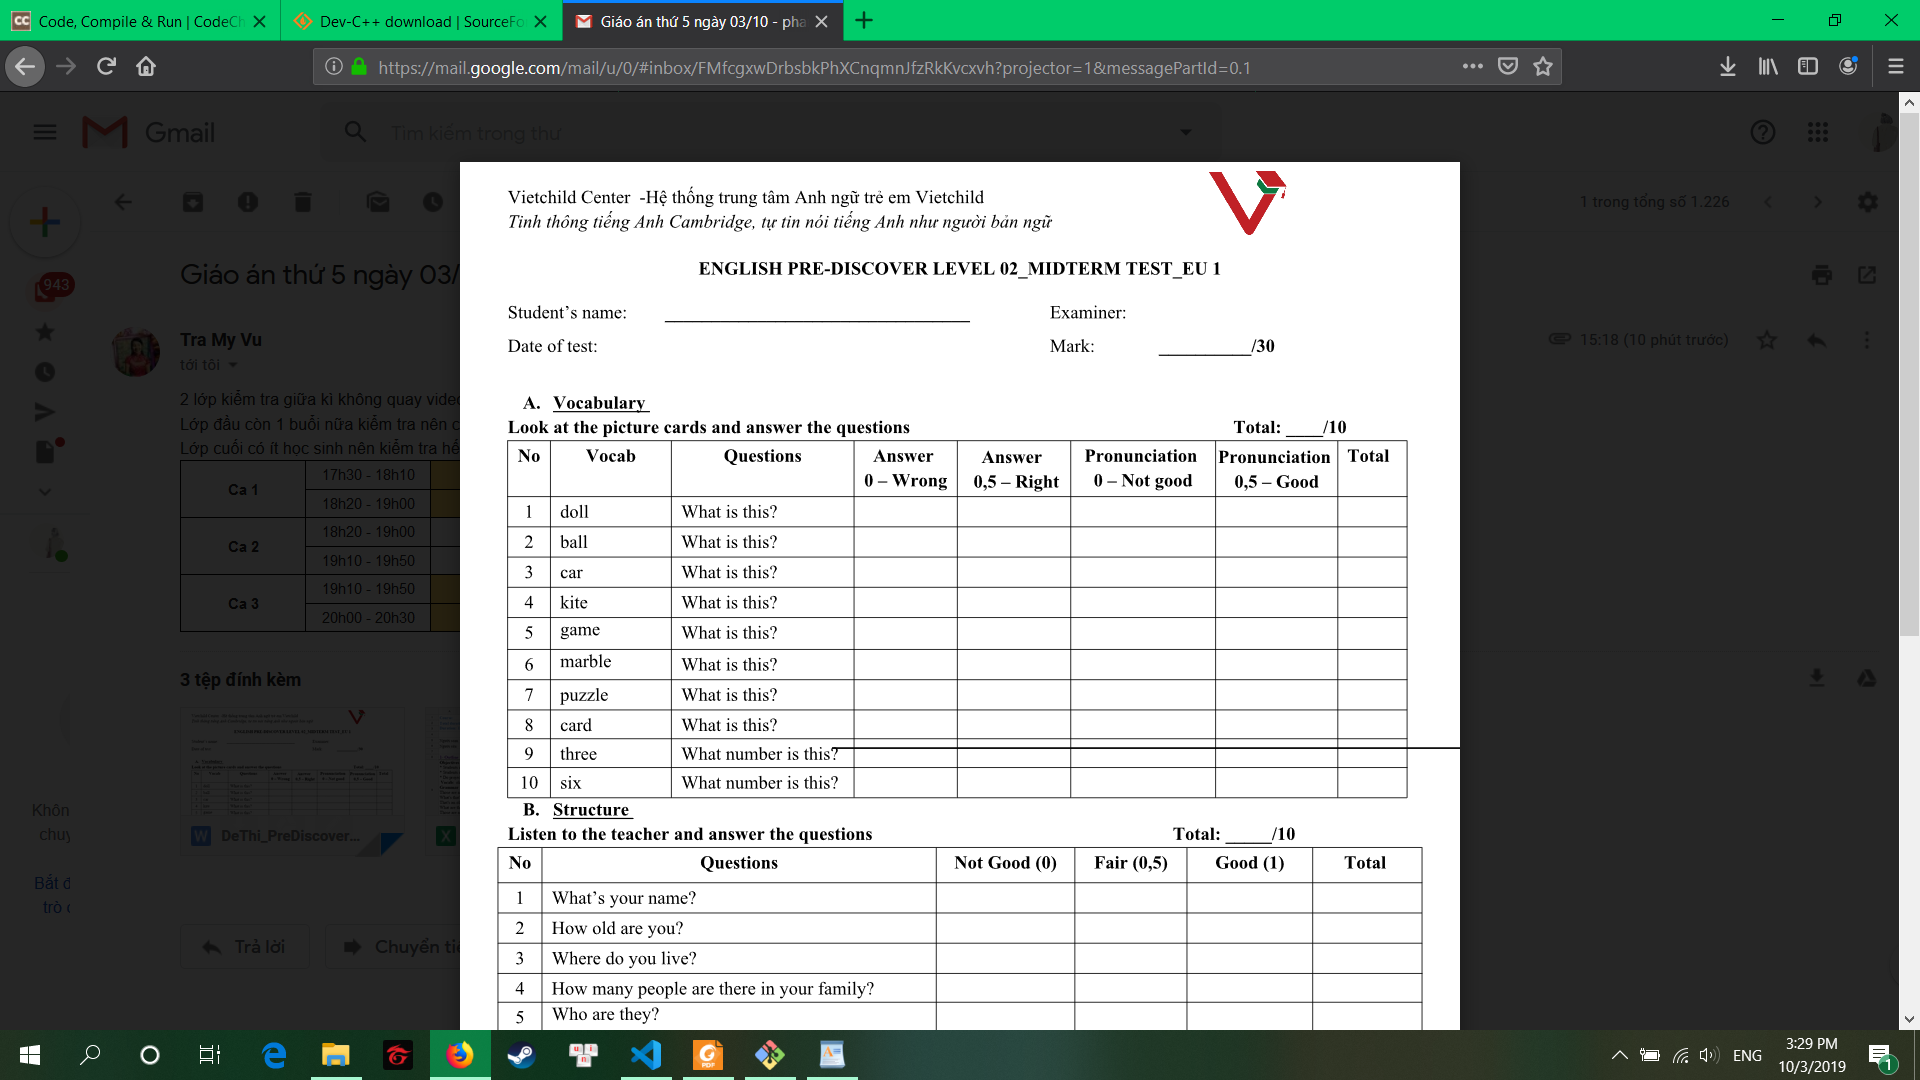 Code, Compile & Run | CodeCh
Dev-C++ download | SourceFo
Giáo án thứ 5 ngày 03/10 - pha
https://mail.google.com/mail/u/0/#inbox/FMfcgxwDrbsbkPhXCnqmnJfzRkKvcxvh?projector=1&messagePartId=0.1
Gmail
Tìm kiếm trong thư
1 trong tổng số 1.226
943
Giáo án thứ 5 ngày 03/
Tra My Vu
tới tôi
15:18 (10 phút trước)
2 lớp kiểm tra giữa kì không quay video
Lớp đầu còn 1 buổi nữa kiểm tra nên c
Lớp cuối có ít học sinh nên kiểm tra hế
Ca 1
17h30 - 18h10
18h20 - 19h00
Ca 2
18h20 - 19h00
19h10 - 19h50
Ca 3
19h10 - 19h50
20h00 - 20h30
3 tệp đính kèm
DeThi_PreDiscover...
Khôn
chuy
Bắt đ
trò c
Trả lời
Chuyển tiế
Vietchild Center -Hệ thống trung tâm Anh ngữ trẻ em Vietchild
Tinh thông tiếng Anh Cambridge, tự tin nói tiếng Anh như người bản ngữ
ENGLISH PRE-DISCOVER LEVEL 02_MIDTERM TEST_EU 1
Student’s name: Examiner:
Date of test: Mark: __________/30
A. Vocabulary
Look at the picture cards and answer the questions Total: ____/10
No Vocab Questions Answer 0 – Wrong Answer 0,5 – Right Pronunciation 0 – Not good Pronunciation 0,5 – Good Total
1 doll What is this?
2 ball What is this?
3 car What is this?
4 kite What is this?
5 game What is this?
6 marble What is this?
7 puzzle What is this?
8 card What is this?
9 three What number is this?
10 six What number is this?
B. Structure
Listen to the teacher and answer the questions Total: _____/10
No Questions Not Good (0) Fair (0,5) Good (1) Total
1 What’s your name?
2 How old are you?
3 Where do you live?
4 How many people are there in your family?
5 Who are they?
ENG
3:29 PM
10/3/2019
1